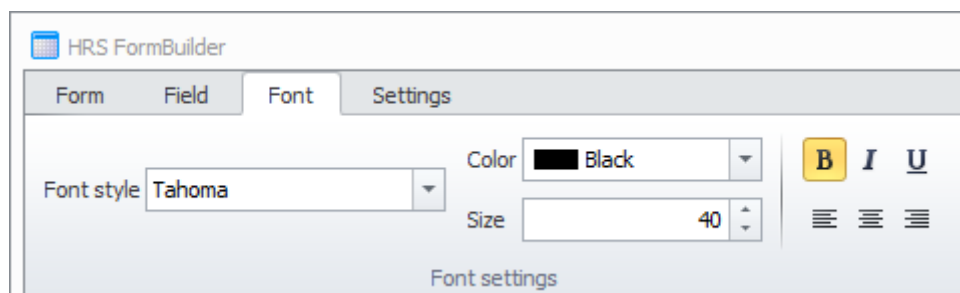 HRS FormBuilder
Form Field Font Settings
Color Black
Font style Tahoma
B I U
Size 40
Font settings